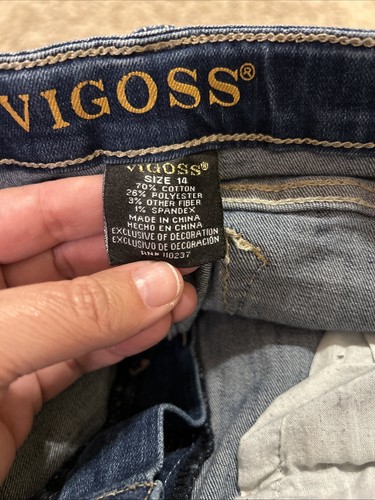 VIGOSS®
VIGOSS®
SIZE 14
70% COTTON
26% POLYESTER
3% OTHER FIBER
1% SPANDEX
MADE IN CHINA
HECHO EN CHINA
EXCLUSIVE OF DECORATION
EXCLUSIVO DE DECORACION
RN# 110237